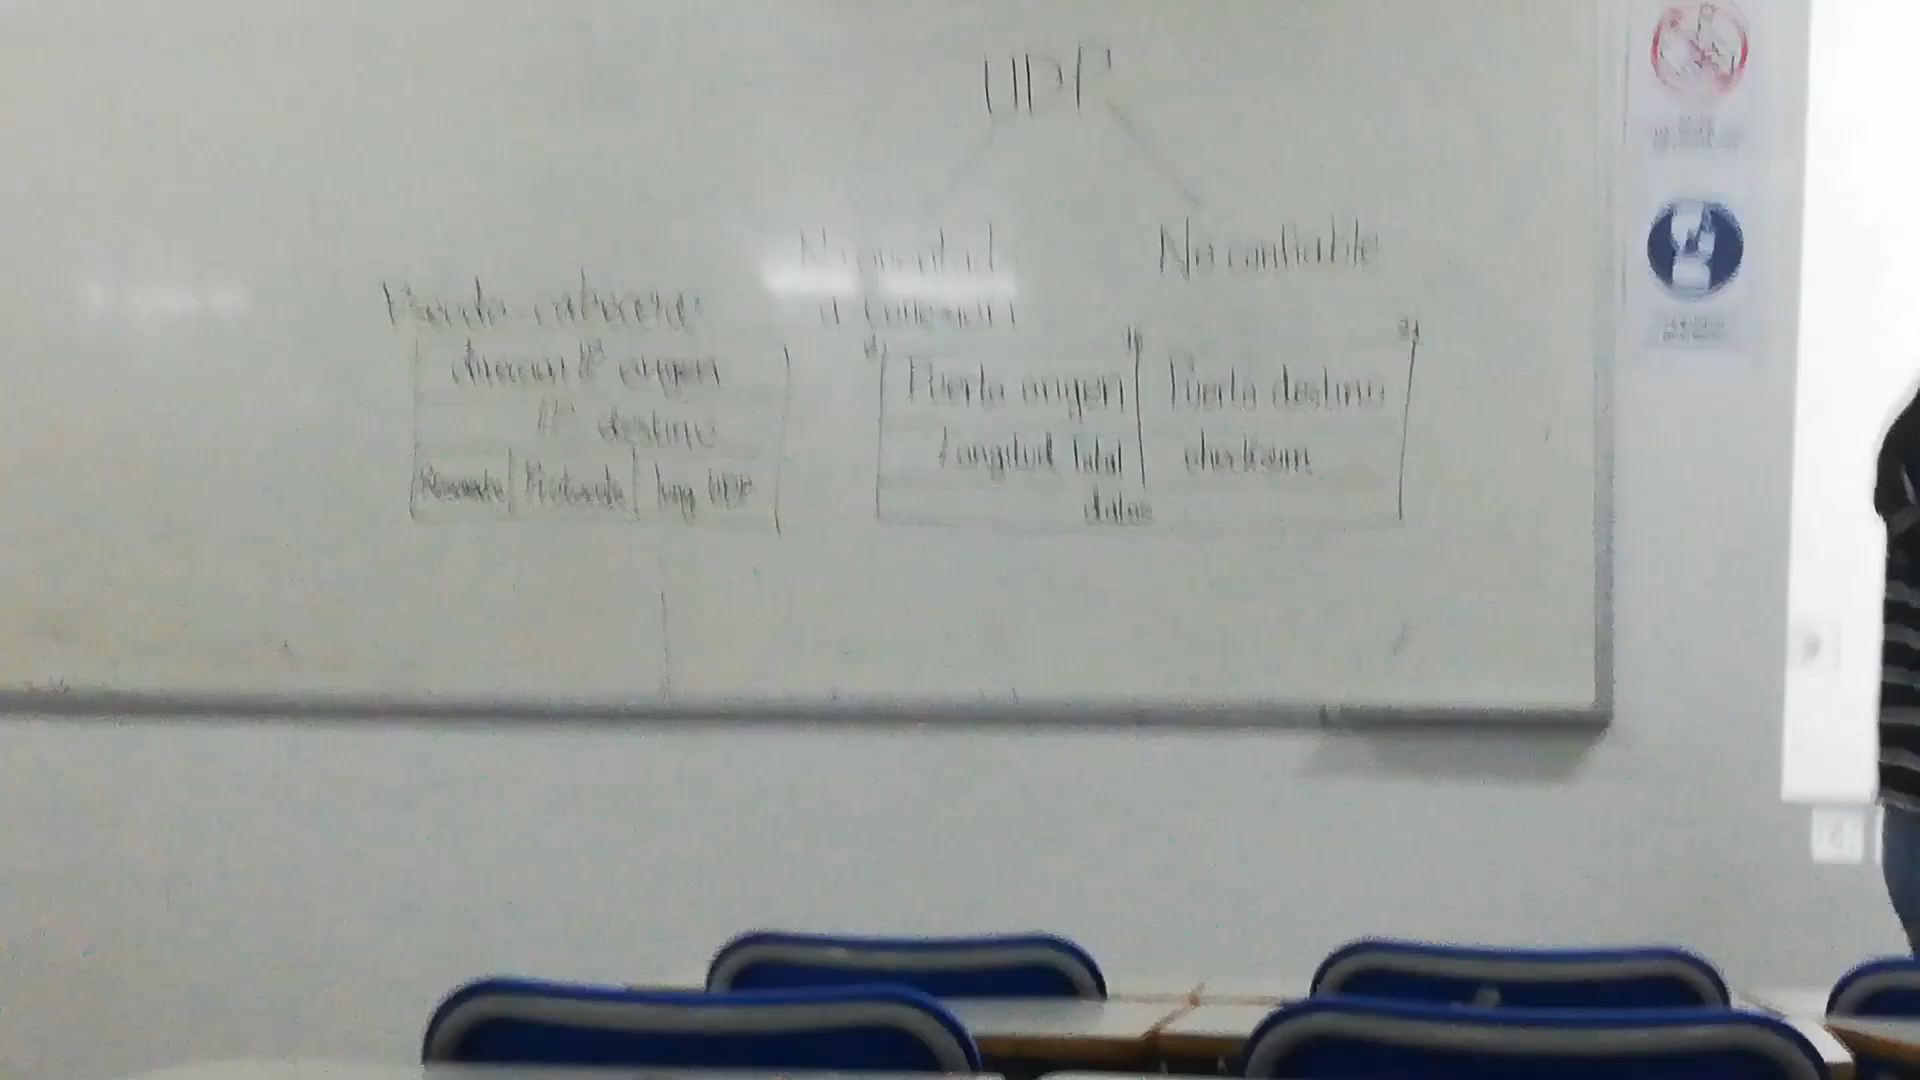 UDP
No confiable
a conexión
Pseudo-cabecera
dirección IP origen
IP destino
Protocolo long UDP
Puerto origen Puerto destino
Longitud Total checksum
datos